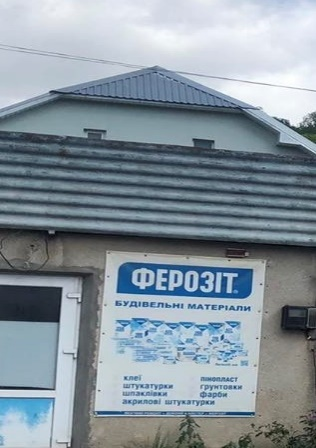 ФЕРОЗІТ®
БУДІВЕЛЬНІ МАТЕРІАЛИ
клеї
штукатурки
шпаклівки
акрилові штукатурки
пінопласт
грунтовки
фарби